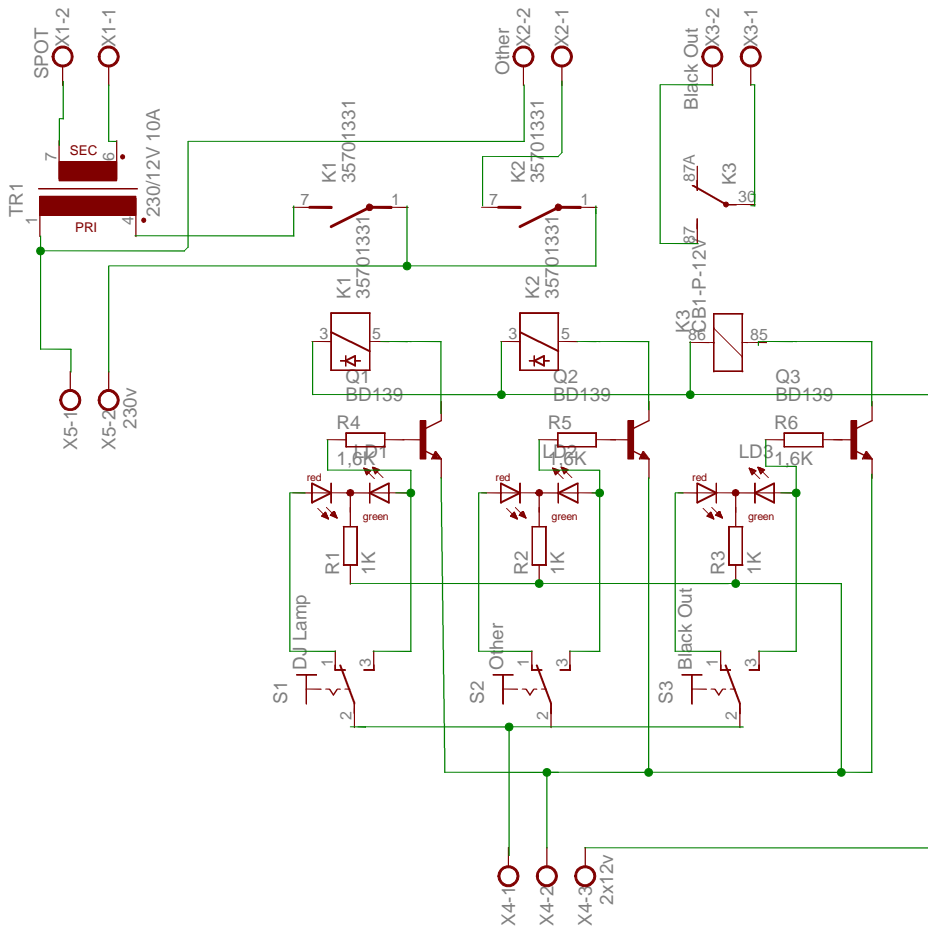 SPOT
X1-2
X1-1
Other
X2-2
X2-1
Black Out
X3-2
X3-1
TR1
230/12V 10A
7
SEC
6
1
PRI
4
K1
35701331
7
1
K2
35701331
7
1
87A
K3
30
87
K1
35701331
3
5
K2
35701331
3
5
K3
CB1-P-12V
86
85
X5-1
X5-2
230v
Q1
BD139
Q2
BD139
Q3
BD139
R4
1,6K
R5
1,6K
R6
1,6K
LD1
red
green
LD2
red
green
LD3
red
green
R1
1K
R2
1K
R3
1K
S1
DJ Lamp
1
3
2
S2
Other
1
3
2
S3
Black Out
1
3
2
X4-1
X4-2
X4-3
2x12v